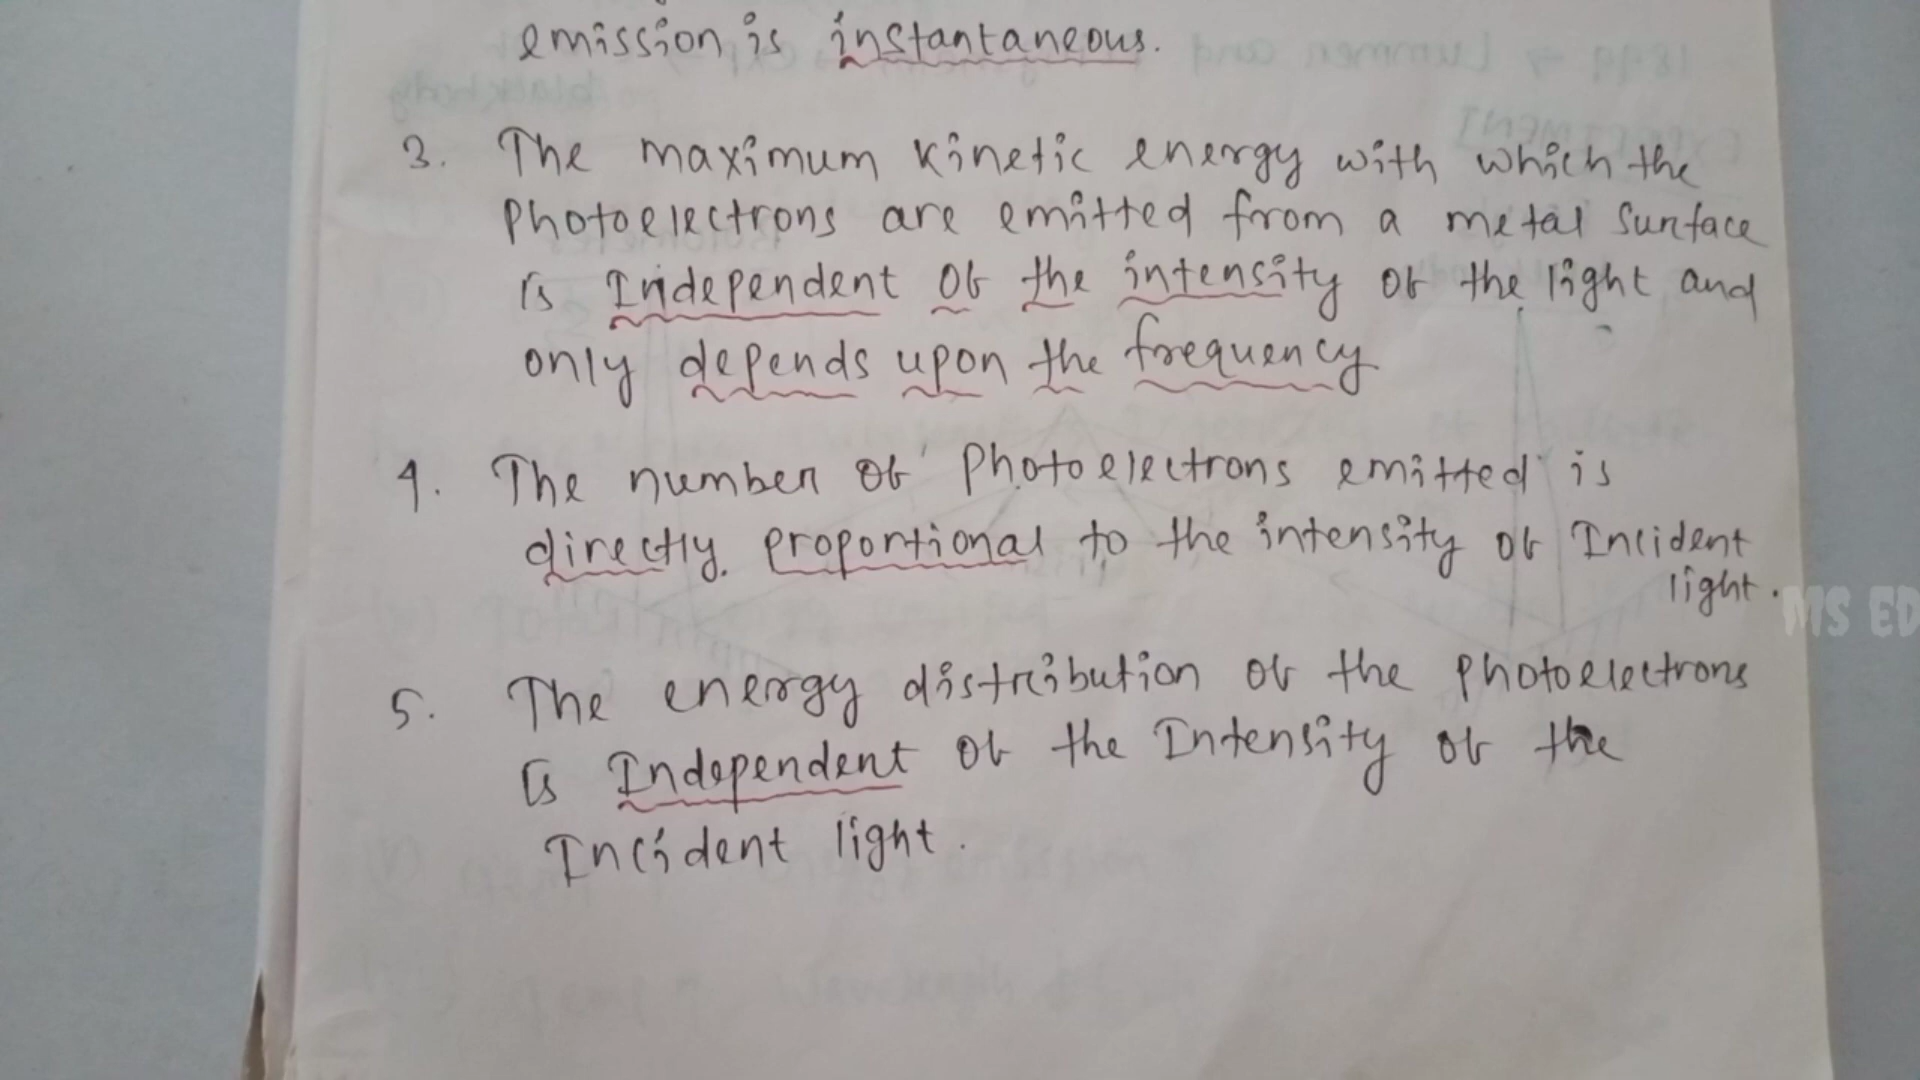 emission is instantaneous.
3. The maximum kinetic energy with which the
Photoelectrons are emitted from a metal surface
is Independent of the intensity of the light and
only depends upon the frequency
4. The number of Photoelectrons emitted is
directly proportional to the intensity of Incident
light.
5. The energy distribution of the photoelectrons
is Independent of the Intensity of the
Incident light.
MS ED